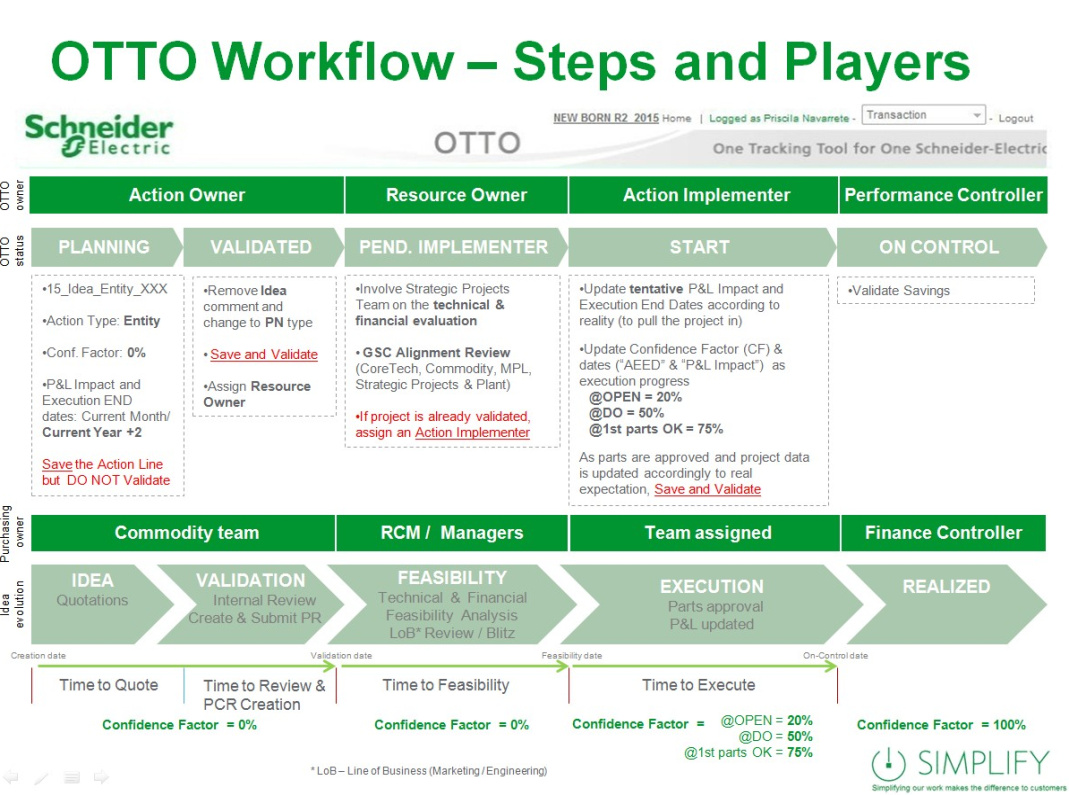 OTTO Workflow – Steps and Players
Schneider
Electric
OTTO
NEW BORN R2_2015 Home | Logged as Priscila Navarrete - Transaction - Logout
One Tracking Tool for One Schneider-Electric
OTTO
owner
Action Owner
Resource Owner
Action Implementer
Performance Controller
OTTO
status
PLANNING
VALIDATED
PEND. IMPLEMENTER
START
ON CONTROL
•15_Idea_Entity_XXX
•Action Type: Entity
•Conf. Factor: 0%
•P&L Impact and
Execution END
dates: Current Month/
Current Year +2
Save the Action Line
but DO NOT Validate
•Remove Idea
comment and
change to PN type
• Save and Validate
•Assign Resource
Owner
•Involve Strategic Projects
Team on the technical &
financial evaluation
• GSC Alignment Review
(CoreTech, Commodity, MPL,
Strategic Projects & Plant)
•If project is already validated,
assign an Action Implementer
•Update tentative P&L Impact and
Execution End Dates according to
reality (to pull the project in)
•Update Confidence Factor (CF) &
dates (“AEED” & “P&L Impact”) as
execution progress
@OPEN = 20%
@DO = 50%
@1st parts OK = 75%
As parts are approved and project data
is updated accordingly to real
expectation, Save and Validate
•Validate Savings
Purchasing
owner
Commodity team
RCM / Managers
Team assigned
Finance Controller
Idea
evolution
IDEA
Quotations
VALIDATION
Internal Review
Create & Submit PR
FEASIBILITY
Technical & Financial
Feasibility Analysis
LoB* Review / Blitz
EXECUTION
Parts approval
P&L updated
REALIZED
Creation date
Validation date
Feasibility date
On-Control date
Time to Quote
Time to Review &
PCR Creation
Time to Feasibility
Time to Execute
Confidence Factor = 0%
Confidence Factor = 0%
Confidence Factor = @OPEN = 20%
@DO = 50%
@1st parts OK = 75%
Confidence Factor = 100%
* LoB – Line of Business (Marketing / Engineering)
SIMPLIFY
Simplifying our work makes the difference to customers